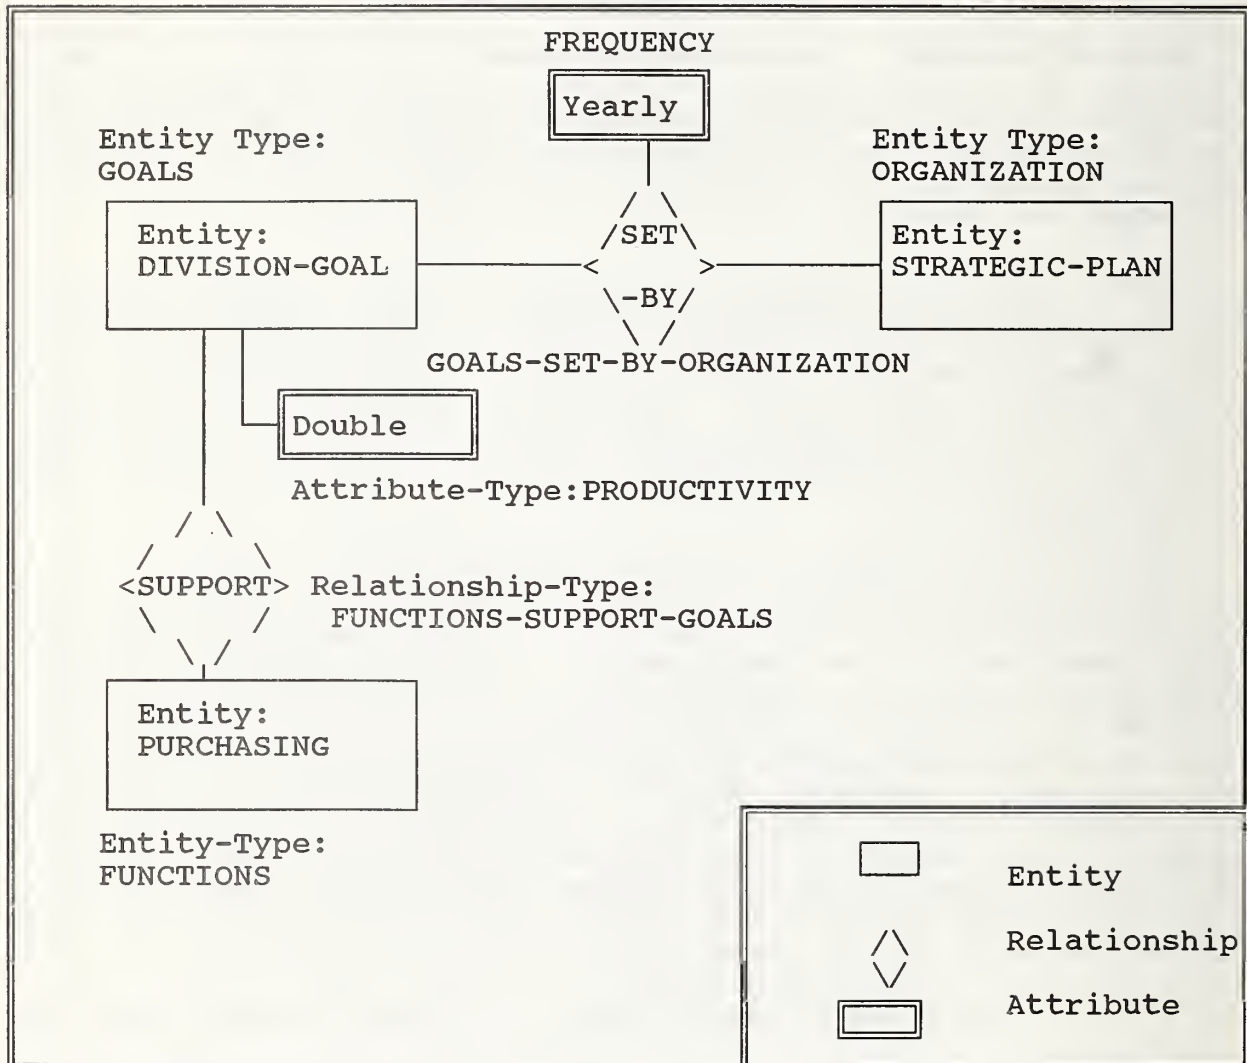 FREQUENCY
Yearly
Entity Type:
GOALS
Entity Type:
ORGANIZATION
Entity:
DIVISION-GOAL
SET
-BY
Entity:
STRATEGIC-PLAN
GOALS-SET-BY-ORGANIZATION
Double
Attribute-Type:PRODUCTIVITY
<SUPPORT>
Relationship-Type:
FUNCTIONS-SUPPORT-GOALS
Entity:
PURCHASING
Entity-Type:
FUNCTIONS
Entity
Relationship
Attribute